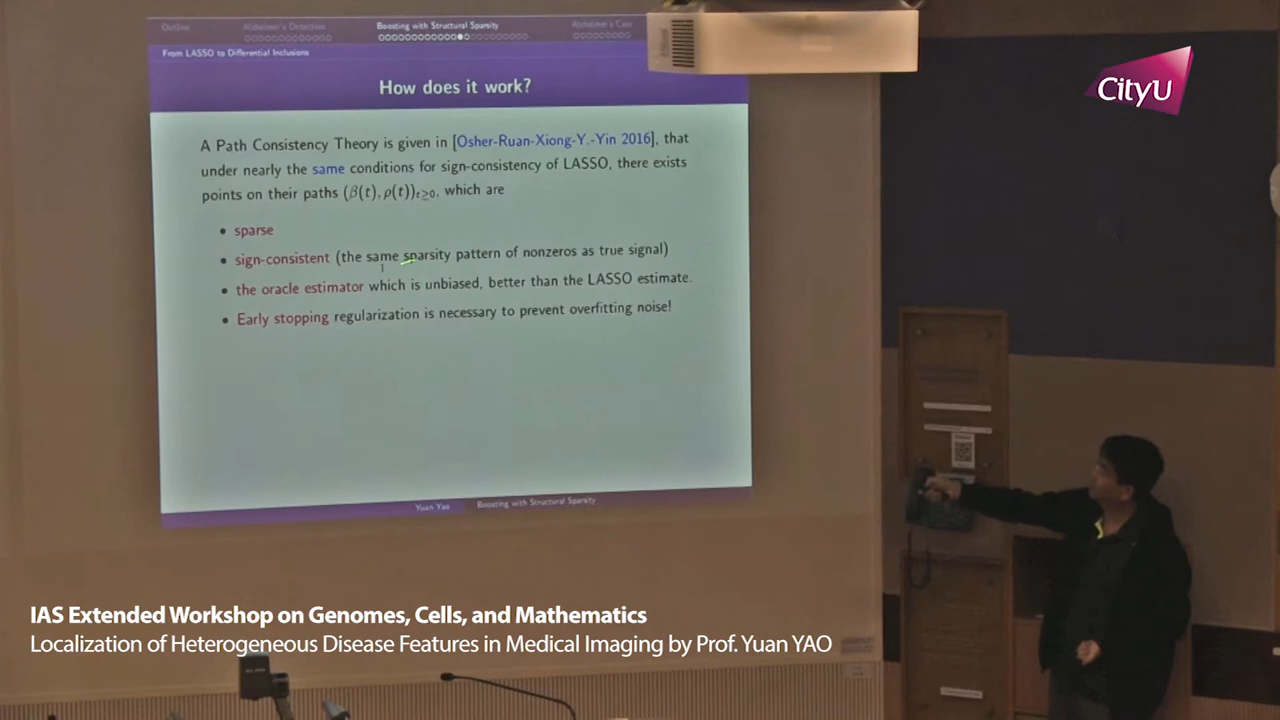 Outline
Alzheimer's Detection
Boosting with Structural Sparsity
Alzheimer's Case
From LASSO to Differential Inclusions
How does it work?
A Path Consistency Theory is given in [Osher-Ruan-Xiong-Y.-Yin 2016], that
under nearly the same conditions for sign-consistency of LASSO, there exists
points on their paths (β(t), ρ(t))t≥0, which are
• sparse
• sign-consistent (the same sparsity pattern of nonzeros as true signal)
• the oracle estimator which is unbiased, better than the LASSO estimate.
• Early stopping regularization is necessary to prevent overfitting noise!
Yuan Yao Boosting with Structural Sparsity
CityU
IAS Extended Workshop on Genomes, Cells, and Mathematics
Localization of Heterogeneous Disease Features in Medical Imaging by Prof. Yuan YAO